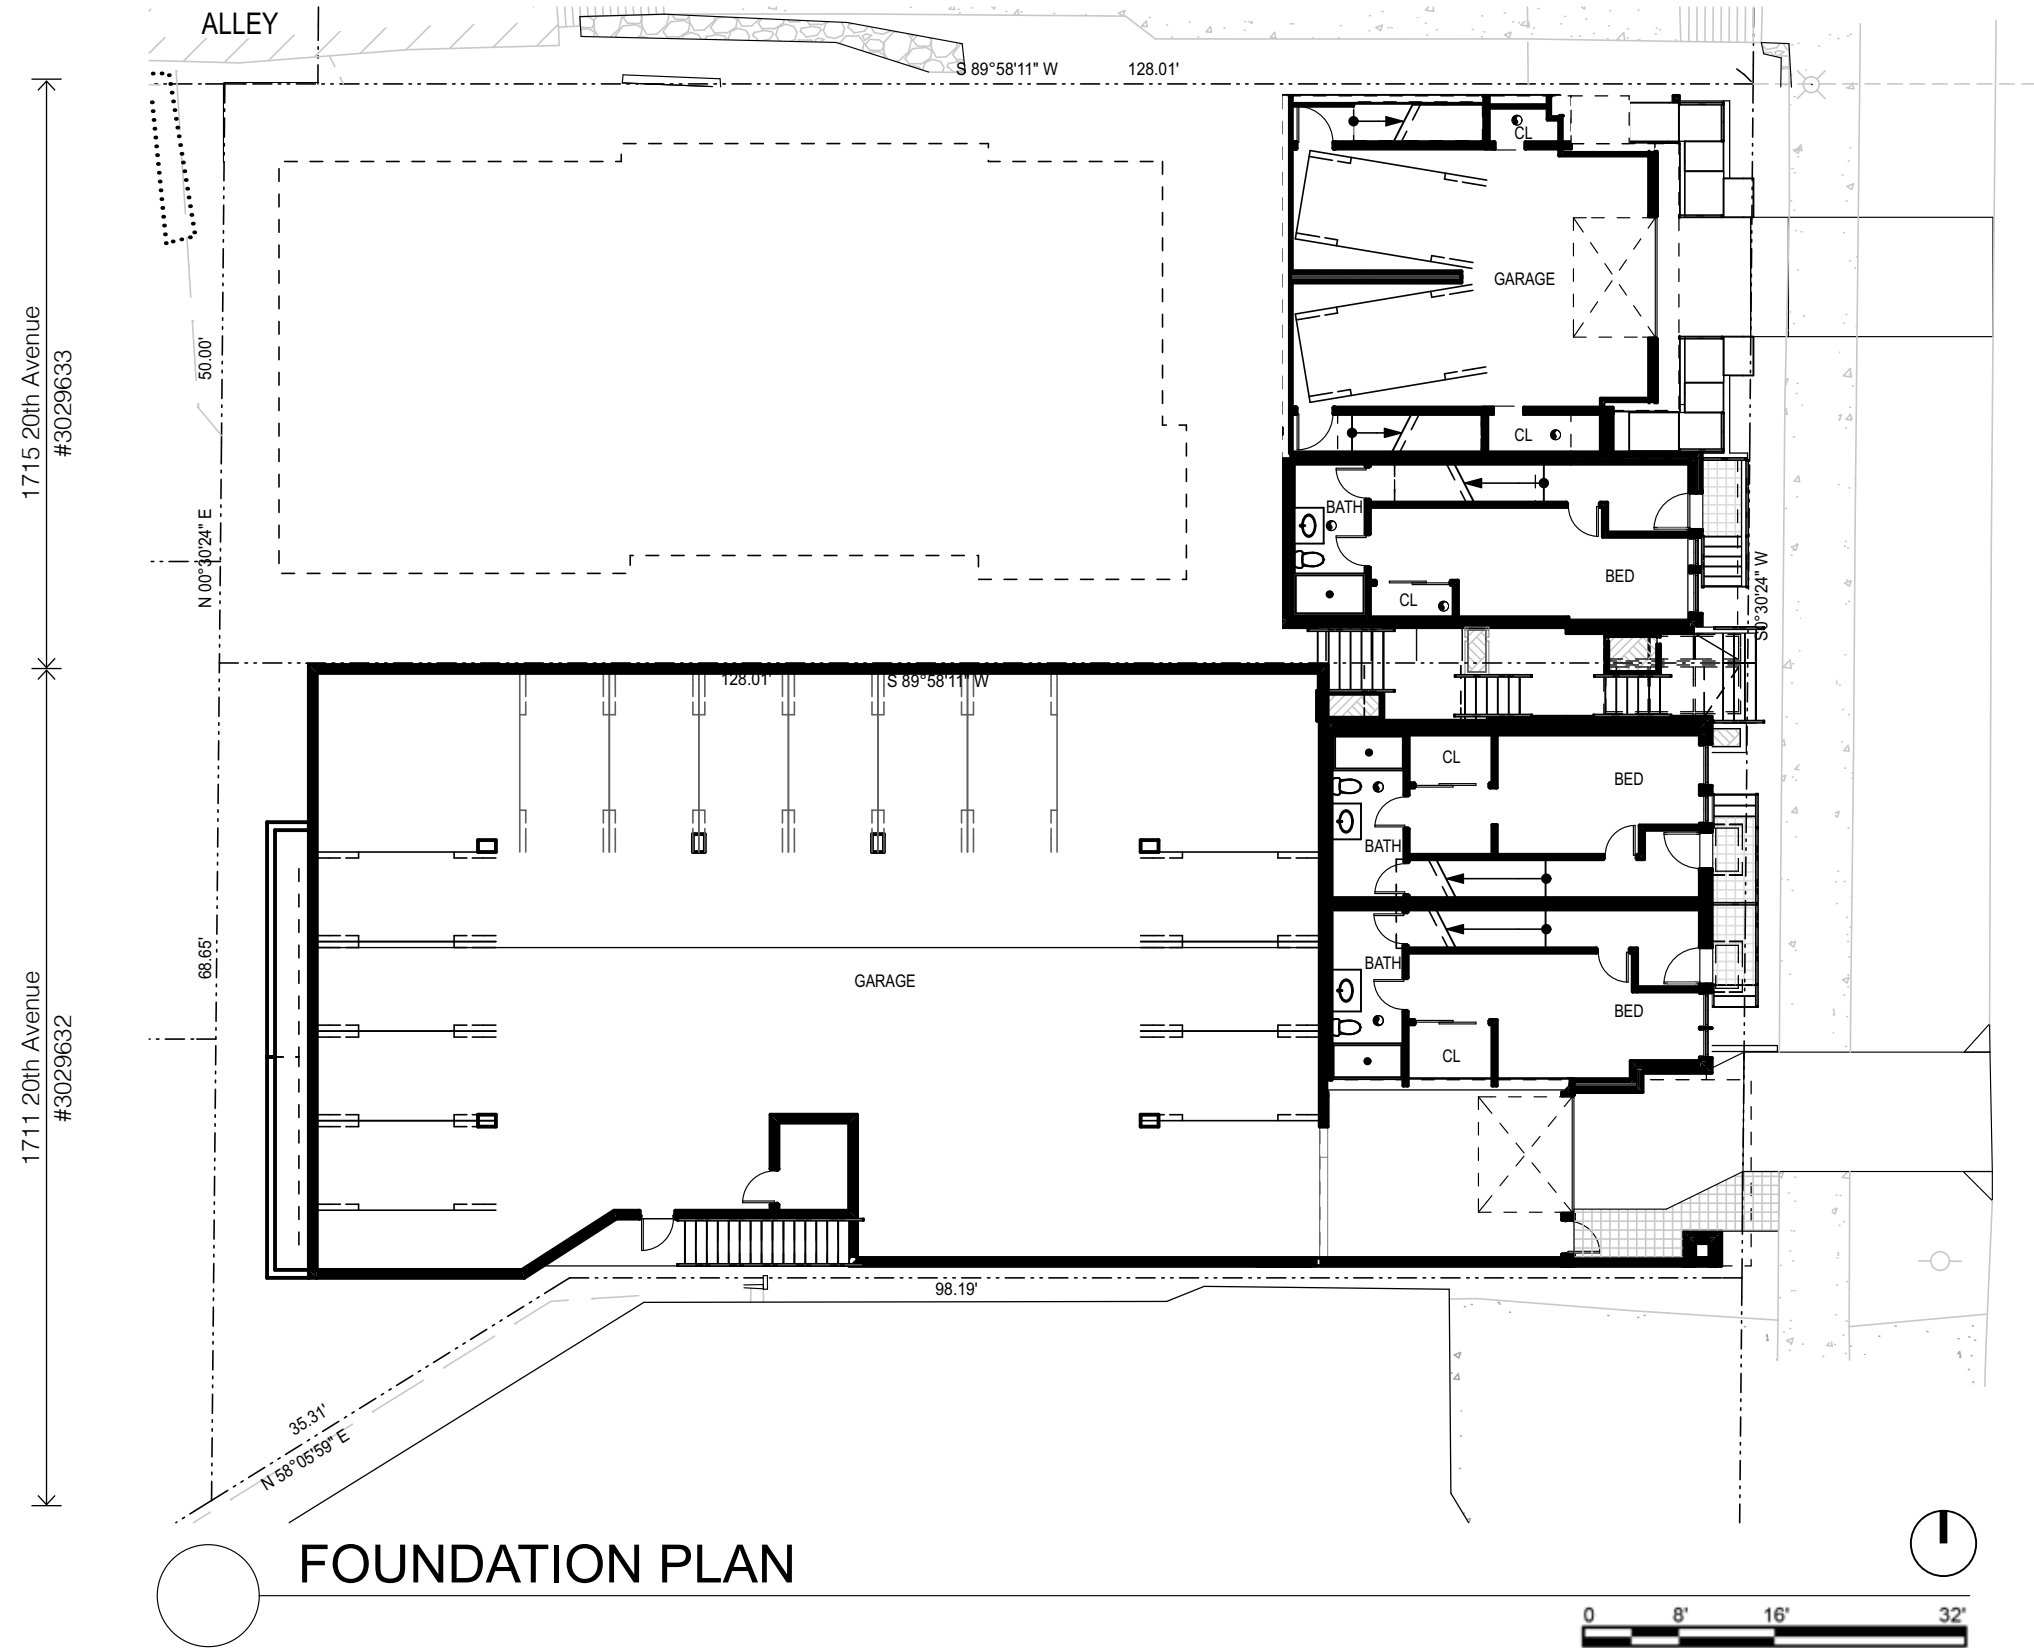 ALLEY
S 89°58'11" W 128.01'
CL
GARAGE
1715 20th Avenue
#3029633
50.00'
N 00°30'24" E
CL
BATH
BED
CL
S0°30'24" W
128.01' S 89°58'11" W
CL
BED
BATH
68.65'
GARAGE
BATH
BED
CL
1711 20th Avenue
#3029632
98.19'
35.31'
N 58°05'59" E
FOUNDATION PLAN
0 8' 16' 32'